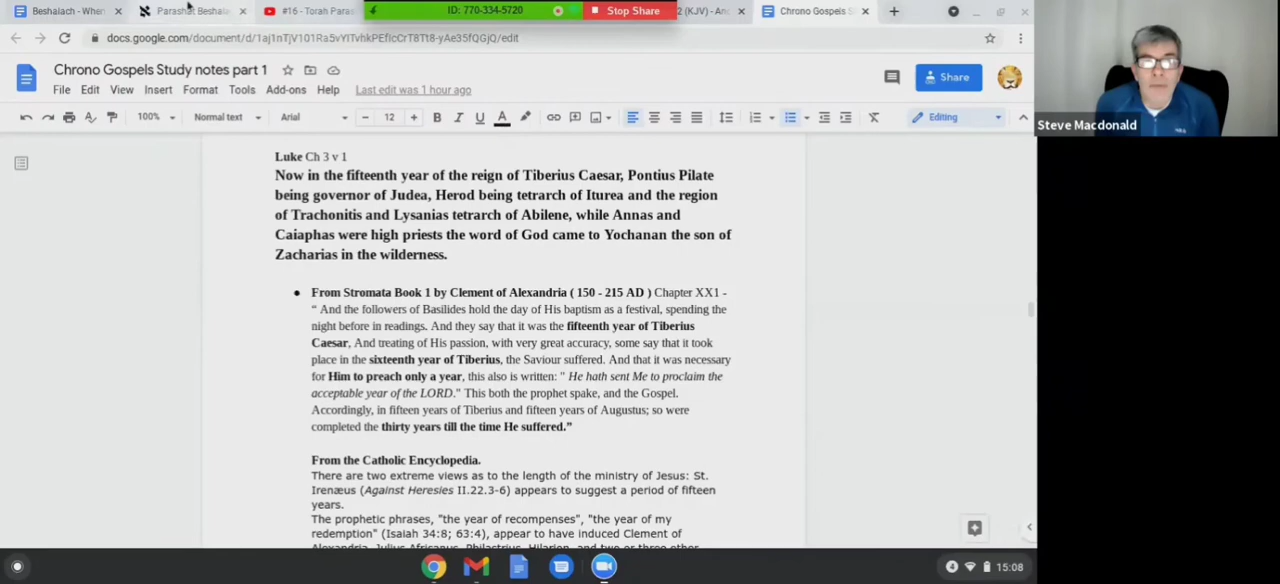 Beshalach - When
Parashat Beshala
#16 - Torah Paras
ID: 770-334-5720
Stop Share
2 (KJV) - An
Chrono Gospels S
docs.google.com/document/d/
/edit
Chrono Gospels Study notes part 1
Share
File Edit View Insert Format Tools Add-ons Help Last edit was 1 hour ago
100% Normal text Arial 12 B I U A Editing
Steve Macdonald
Luke Ch 3 v 1
Now in the fifteenth year of the reign of Tiberius Caesar, Pontius Pilate
being governor of Judea, Herod being tetrarch of Iturea and the region
of Trachonitis and Lysanias tetrarch of Abilene, while Annas and
Caiaphas were high priests the word of God came to Yochanan the son of
Zacharias in the wilderness.
● From Stromata Book 1 by Clement of Alexandria ( 150 - 215 AD ) Chapter XX1 -
“ And the followers of Basilides hold the day of His baptism as a festival, spending the
night before in readings. And they say that it was the fifteenth year of Tiberius
Caesar, And treating of His passion, with very great accuracy, some say that it took
place in the sixteenth year of Tiberius, the Saviour suffered. And that it was necessary
for Him to preach only a year, this also is written: " He hath sent Me to proclaim the
acceptable year of the LORD." This both the prophet spake, and the Gospel.
Accordingly, in fifteen years of Tiberius and fifteen years of Augustus; so were
completed the thirty years till the time He suffered.”
From the Catholic Encyclopedia.
There are two extreme views as to the length of the ministry of Jesus: St.
Irenæus (Against Heresies II.22.3-6) appears to suggest a period of fifteen
years.
The prophetic phrases, "the year of recompenses", "the year of my
redemption" (Isaiah 34:8; 63:4), appear to have induced Clement of
Alexandria, Julius Africanus, Philastrius, Hilarion, and two or three other
4 15:08